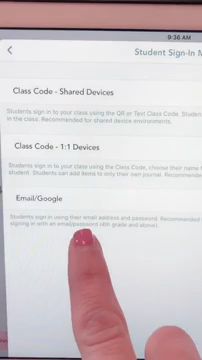 9:36 AM
Student Sign-In M
Class Code - Shared Devices
Students sign in to your class using the QR or Text Class Code. Studen
in the class. Recommended for shared device environments.
Class Code - 1:1 Devices
Students sign in to your class using the Class Code, choose their name f
student. Students can add items to only their own journal. Recommended
Email/Google
Students sign in using their email address and password. Recommended
signing in with an email/password (4th grade and above).